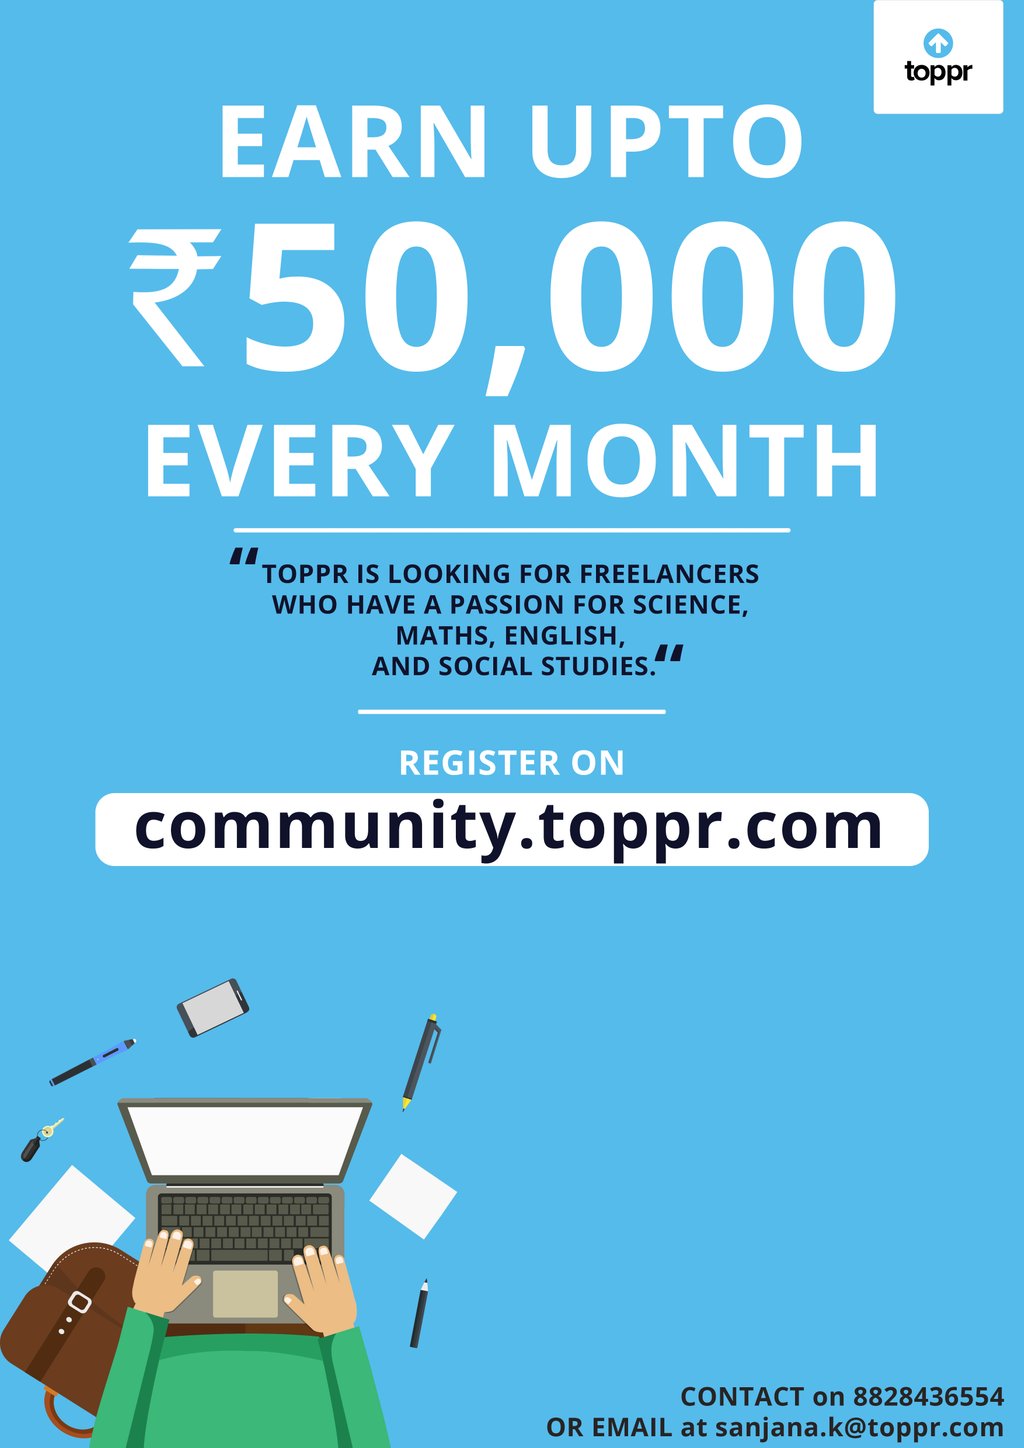 toppr
EARN UPTO
₹50,000
EVERY MONTH
“TOPPR IS LOOKING FOR FREELANCERS
WHO HAVE A PASSION FOR SCIENCE,
MATHS, ENGLISH,
AND SOCIAL STUDIES.“
REGISTER ON
community.toppr.com
CONTACT on 8828436554
OR EMAIL at sanjana.k@toppr.com